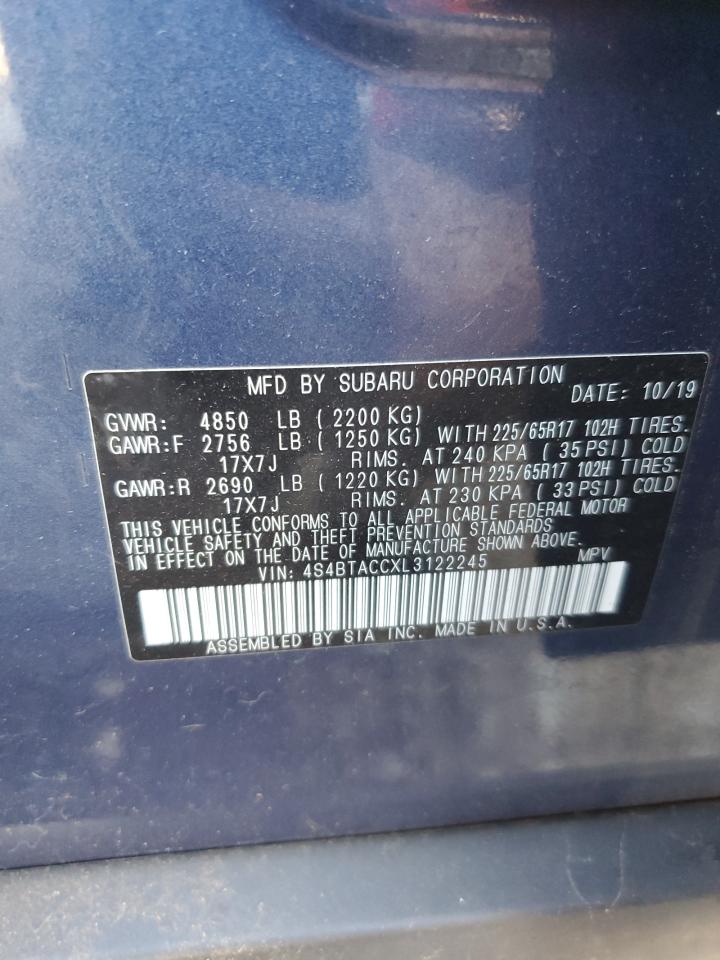 MFD BY SUBARU CORPORATION DATE: 10/19
GVWR: 4850 LB (2200 KG)
GAWR:F 2756 LB (1250 KG) WITH 225/65R17 102H TIRES.
17X7J RIMS. AT 240 KPA (35 PSI) COLD
GAWR:R 2690 LB (1220 KG) WITH 225/65R17 102H TIRES.
17X7J RIMS. AT 230 KPA (33 PSI) COLD
THIS VEHICLE CONFORMS TO ALL APPLICABLE FEDERAL MOTOR
VEHICLE SAFETY AND THEFT PREVENTION STANDARDS
IN EFFECT ON THE DATE OF MANUFACTURE SHOWN ABOVE.
VIN: 4S4BTACCXL3122245 MPV
ASSEMBLED BY SIA INC. MADE IN U.S.A.